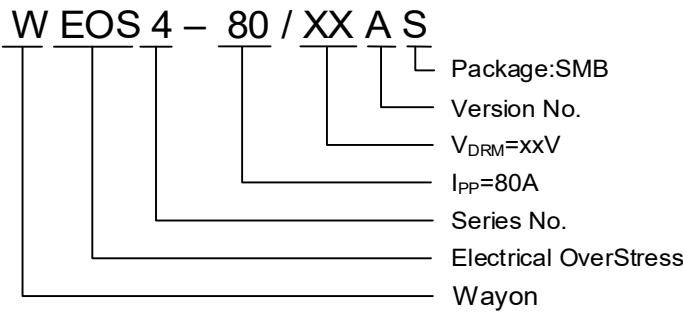 W EOS 4 – 80 / XX A S
Package:SMB
Version No.
VDRM=xxV
IPP=80A
Series No.
Electrical OverStress
Wayon